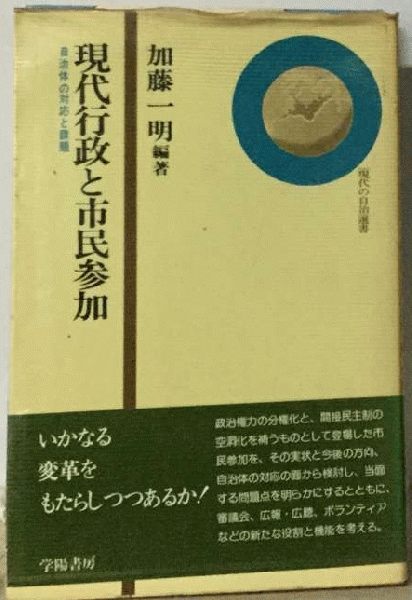 現代の自治選書
加藤一明編著
現代行政と市民参加
自治体の対応と課題
いかなる
変革を
もたらしつつあるか!
政治権力の分権化と、間接民主制の
空洞化を補うものとして登場した市
民参加を、その実状と今後の方向、
自治体の対応の面から検討し、当面
する問題点を明らかにするとともに、
審議会、広報・広聴、ボランティア
などの新たな役割と機能を考える。
学陽書房